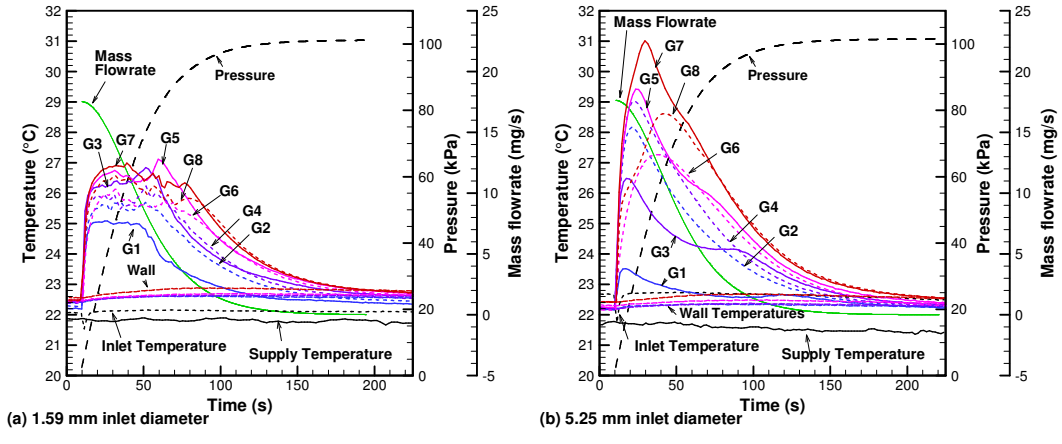 32
31
30
29
28
27
26
25
24
23
22
21
20
Temperature (°C)
0
50
100
150
200
Time (s)
100
80
60
40
20
0
Pressure (kPa)
25
20
15
10
5
0
-5
Mass flowrate (mg/s)
Mass
Flowrate
Pressure
G7
G5
G3
G8
G6
G4
G2
G1
Wall
Inlet Temperature
Supply Temperature
(a) 1.59 mm inlet diameter
32
31
30
29
28
27
26
25
24
23
22
21
20
Temperature (°C)
0
50
100
150
200
Time (s)
100
80
60
40
20
0
Pressure (kPa)
25
20
15
10
5
0
-5
Mass flowrate (mg/s)
Mass Flowrate
G7
G5
G8
Pressure
G6
G4
G2
G3
G1
Wall Temperatures
Inlet Temperature
Supply Temperature
(b) 5.25 mm inlet diameter